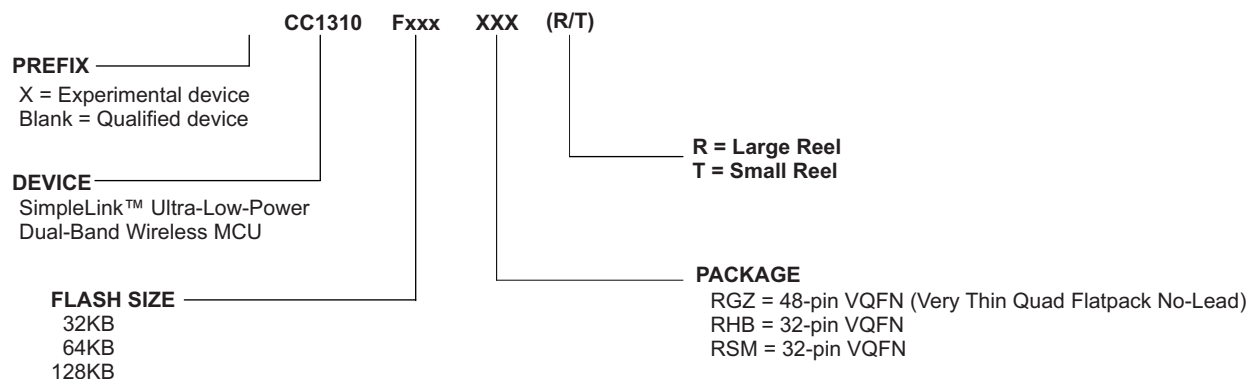 CC1310 Fxxx XXX (R/T)
PREFIX
X = Experimental device
Blank = Qualified device
R = Large Reel
T = Small Reel
DEVICE
SimpleLink™ Ultra-Low-Power
Dual-Band Wireless MCU
PACKAGE
RGZ = 48-pin VQFN (Very Thin Quad Flatpack No-Lead)
RHB = 32-pin VQFN
RSM = 32-pin VQFN
FLASH SIZE
32KB
64KB
128KB